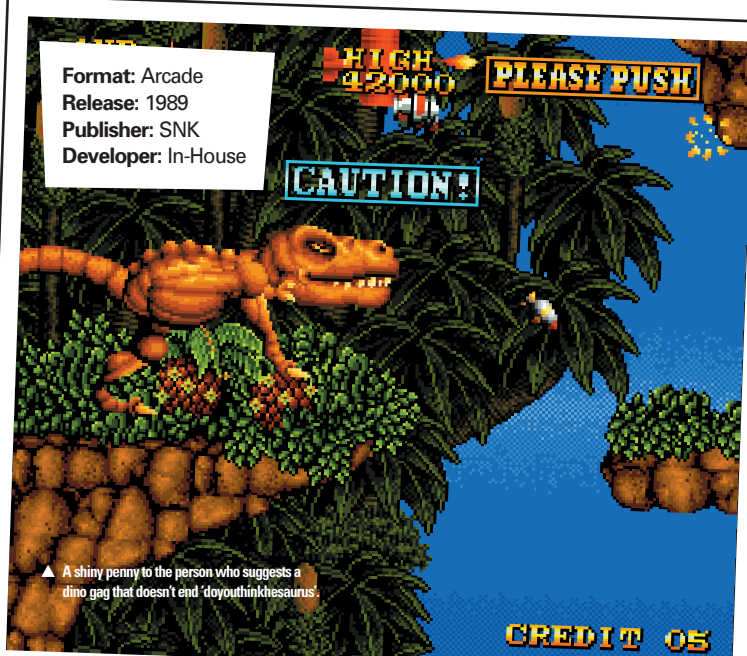 HIGH
42000
PLEASE PUSH
Format: Arcade
Release: 1989
Publisher: SNK
Developer: In-House
CAUTION!
▲ A shiny penny to the person who suggests a
dino gag that doesn't end 'doyouthinkhesaurus'.
CREDIT 05